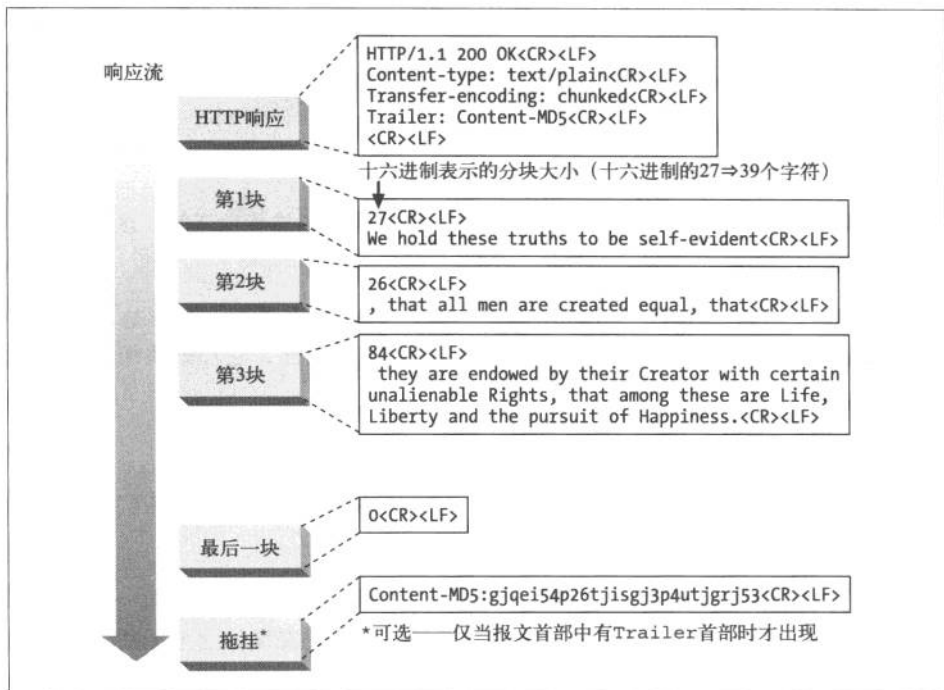 响应流
HTTP响应
HTTP/1.1 200 OK<CR><LF>
Content-type: text/plain<CR><LF>
Transfer-encoding: chunked<CR><LF>
Trailer: Content-MD5<CR><LF>
<CR><LF>
十六进制表示的分块大小（十六进制的27⇒39个字符）
第1块
27<CR><LF>
We hold these truths to be self-evident<CR><LF>
第2块
26<CR><LF>
, that all men are created equal, that<CR><LF>
第3块
84<CR><LF>
they are endowed by their Creator with certain
unalienable Rights, that among these are Life,
Liberty and the pursuit of Happiness.<CR><LF>
最后一块
0<CR><LF>
拖挂*
Content-MD5:gjqei54p26tjisgj3p4utjgrj53<CR><LF>
*可选——仅当报文首部中有Trailer首部时才出现